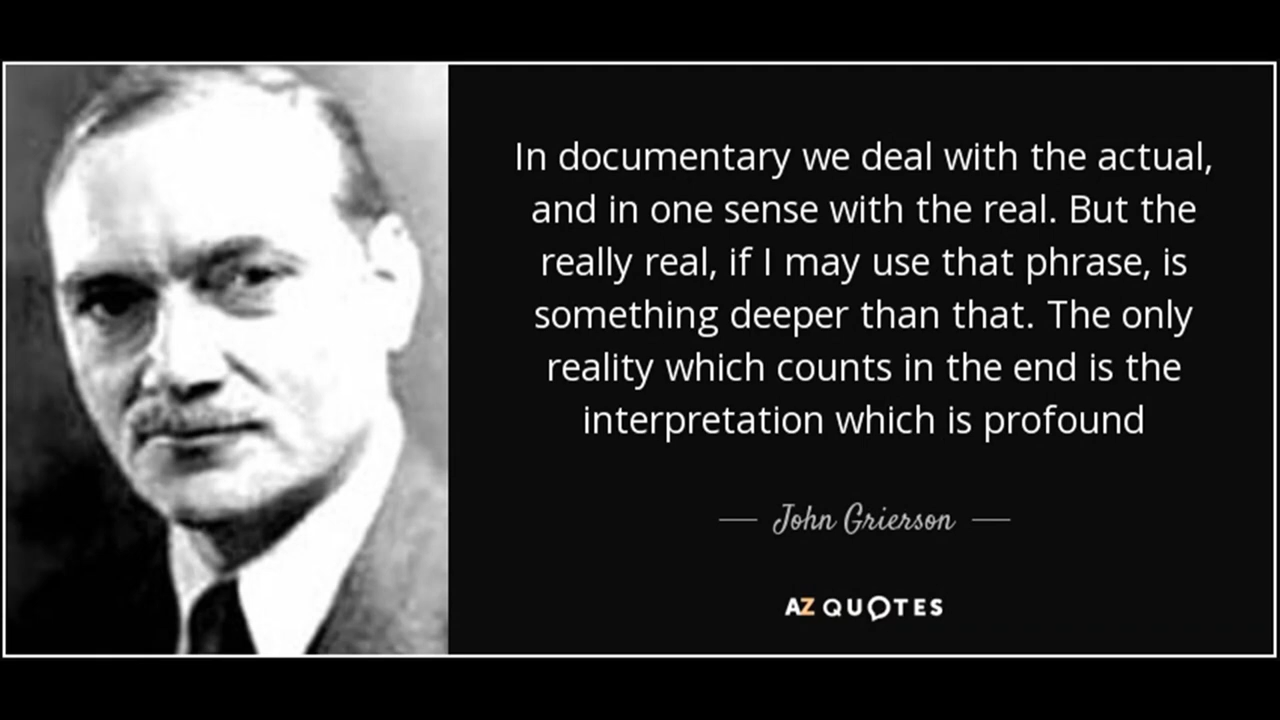 In documentary we deal with the actual,
and in one sense with the real. But the
really real, if I may use that phrase, is
something deeper than that. The only
reality which counts in the end is the
interpretation which is profound
John Grierson
AZ QUOTES